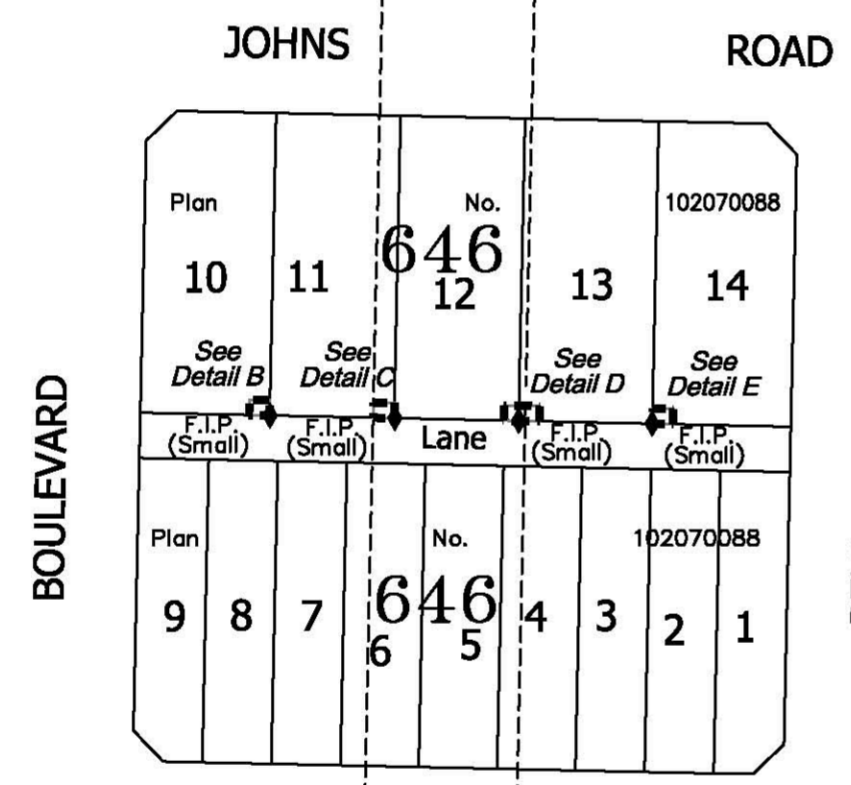 JOHNS ROAD
Plan No. 102070088
646
10 11 12 13 14
See Detail B
See Detail C
See Detail D
See Detail E
BOULEVARD
F.I.P. (Small)
F.I.P. (Small)
Lane
F.I.P. (Small)
F.I.P. (Small)
Plan No. 102070088
646
9 8 7 6 5 4 3 2 1